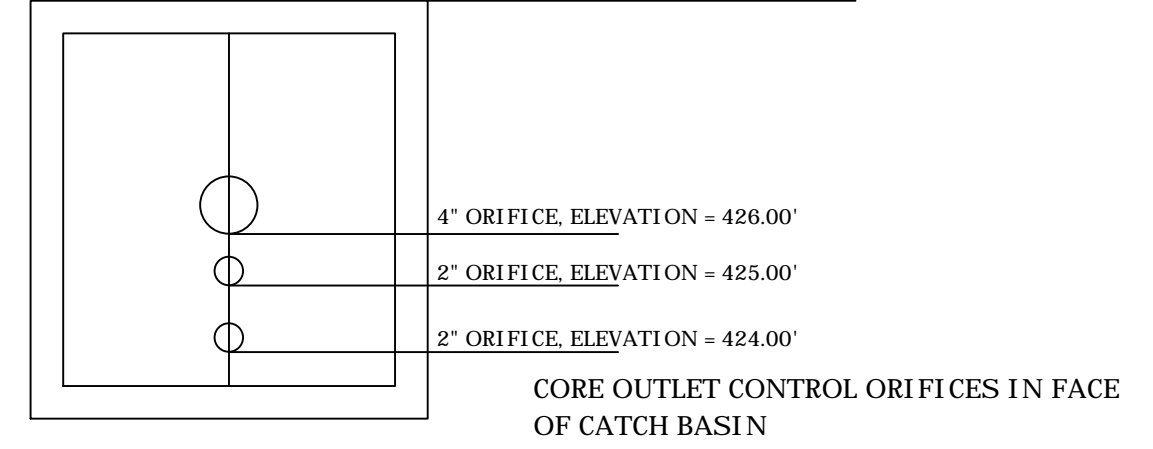 4" ORIFICE, ELEVATION = 426.00'
2" ORIFICE, ELEVATION = 425.00'
2" ORIFICE, ELEVATION = 424.00'
CORE OUTLET CONTROL ORIFICES IN FACE
OF CATCH BASIN